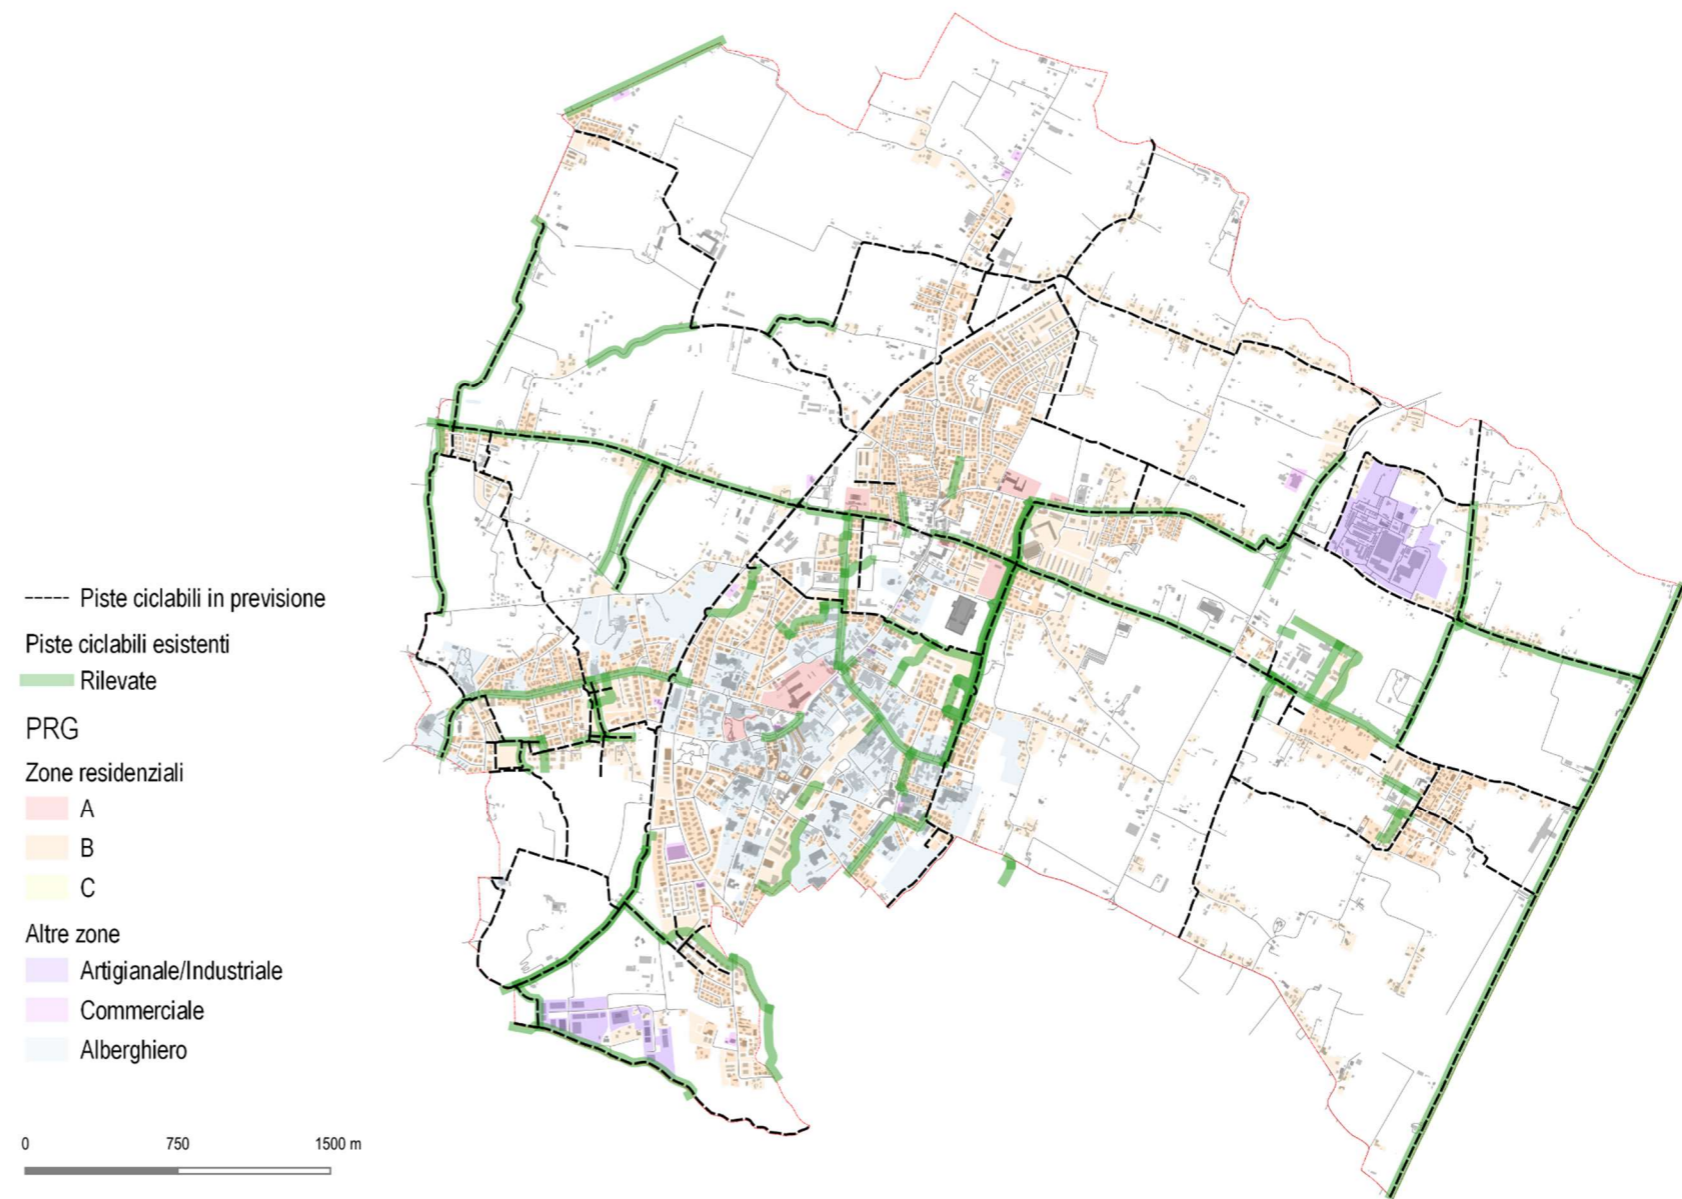 Piste ciclabili in previsione
Piste ciclabili esistenti
Rilevate
PRG
Zone residenziali
A
B
C
Altre zone
Artigianale/Industriale
Commerciale
Alberghiero
0 750 1500 m